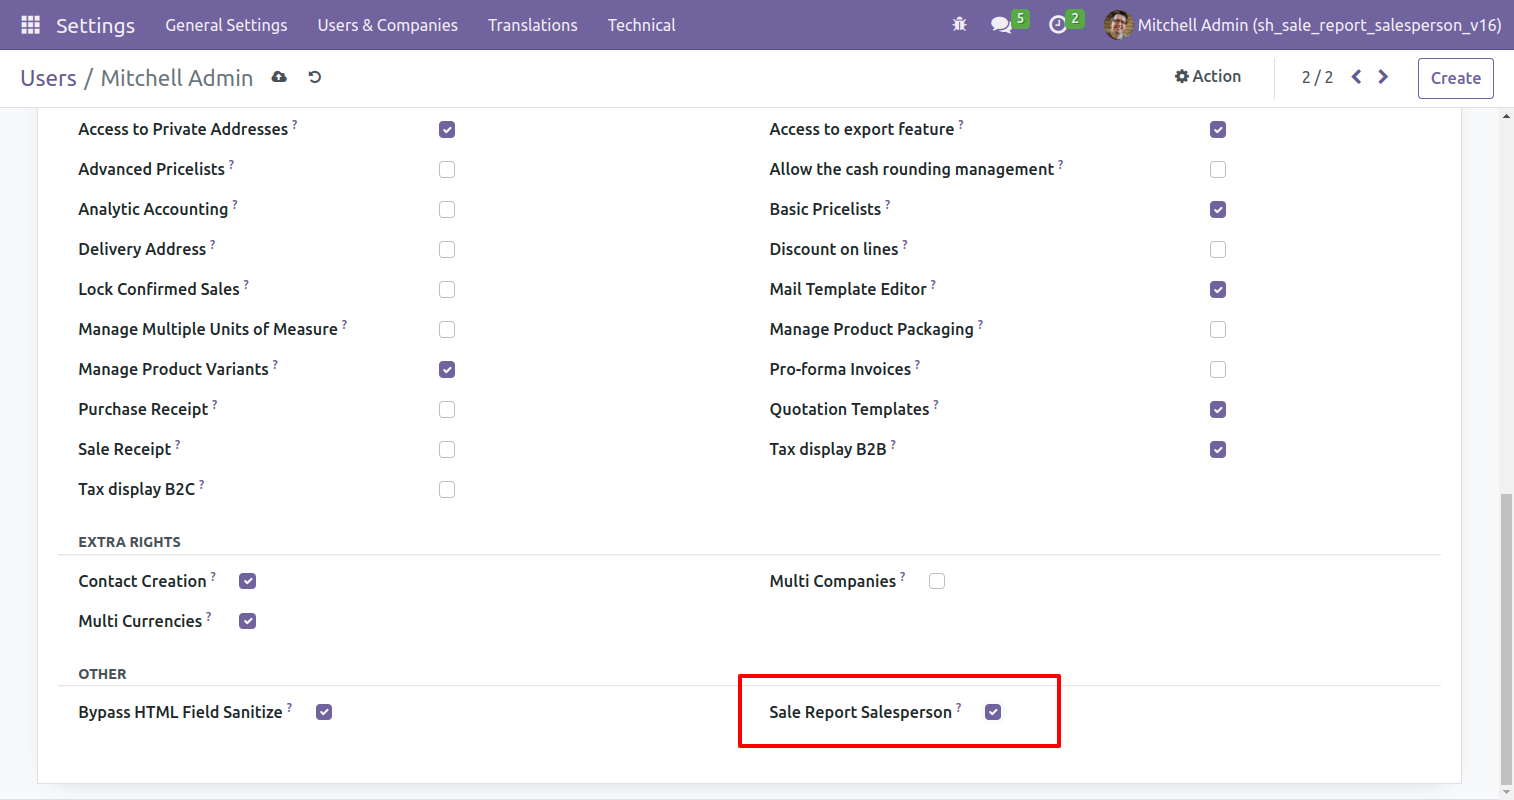 Settings General Settings Users & Companies Translations Technical 5 2 Mitchell Admin (sh_sale_report_salesperson_v16)
Users / Mitchell Admin Action 2 / 2 Create
Access to Private Addresses ? Access to export feature ?
Advanced Pricelists ? Allow the cash rounding management ?
Analytic Accounting ? Basic Pricelists ?
Delivery Address ? Discount on lines ?
Lock Confirmed Sales ? Mail Template Editor ?
Manage Multiple Units of Measure ? Manage Product Packaging ?
Manage Product Variants ? Pro-forma Invoices ?
Purchase Receipt ? Quotation Templates ?
Sale Receipt ? Tax display B2B ?
Tax display B2C ?
EXTRA RIGHTS
Contact Creation ? Multi Companies ?
Multi Currencies ?
OTHER
Bypass HTML Field Sanitize ? Sale Report Salesperson ?